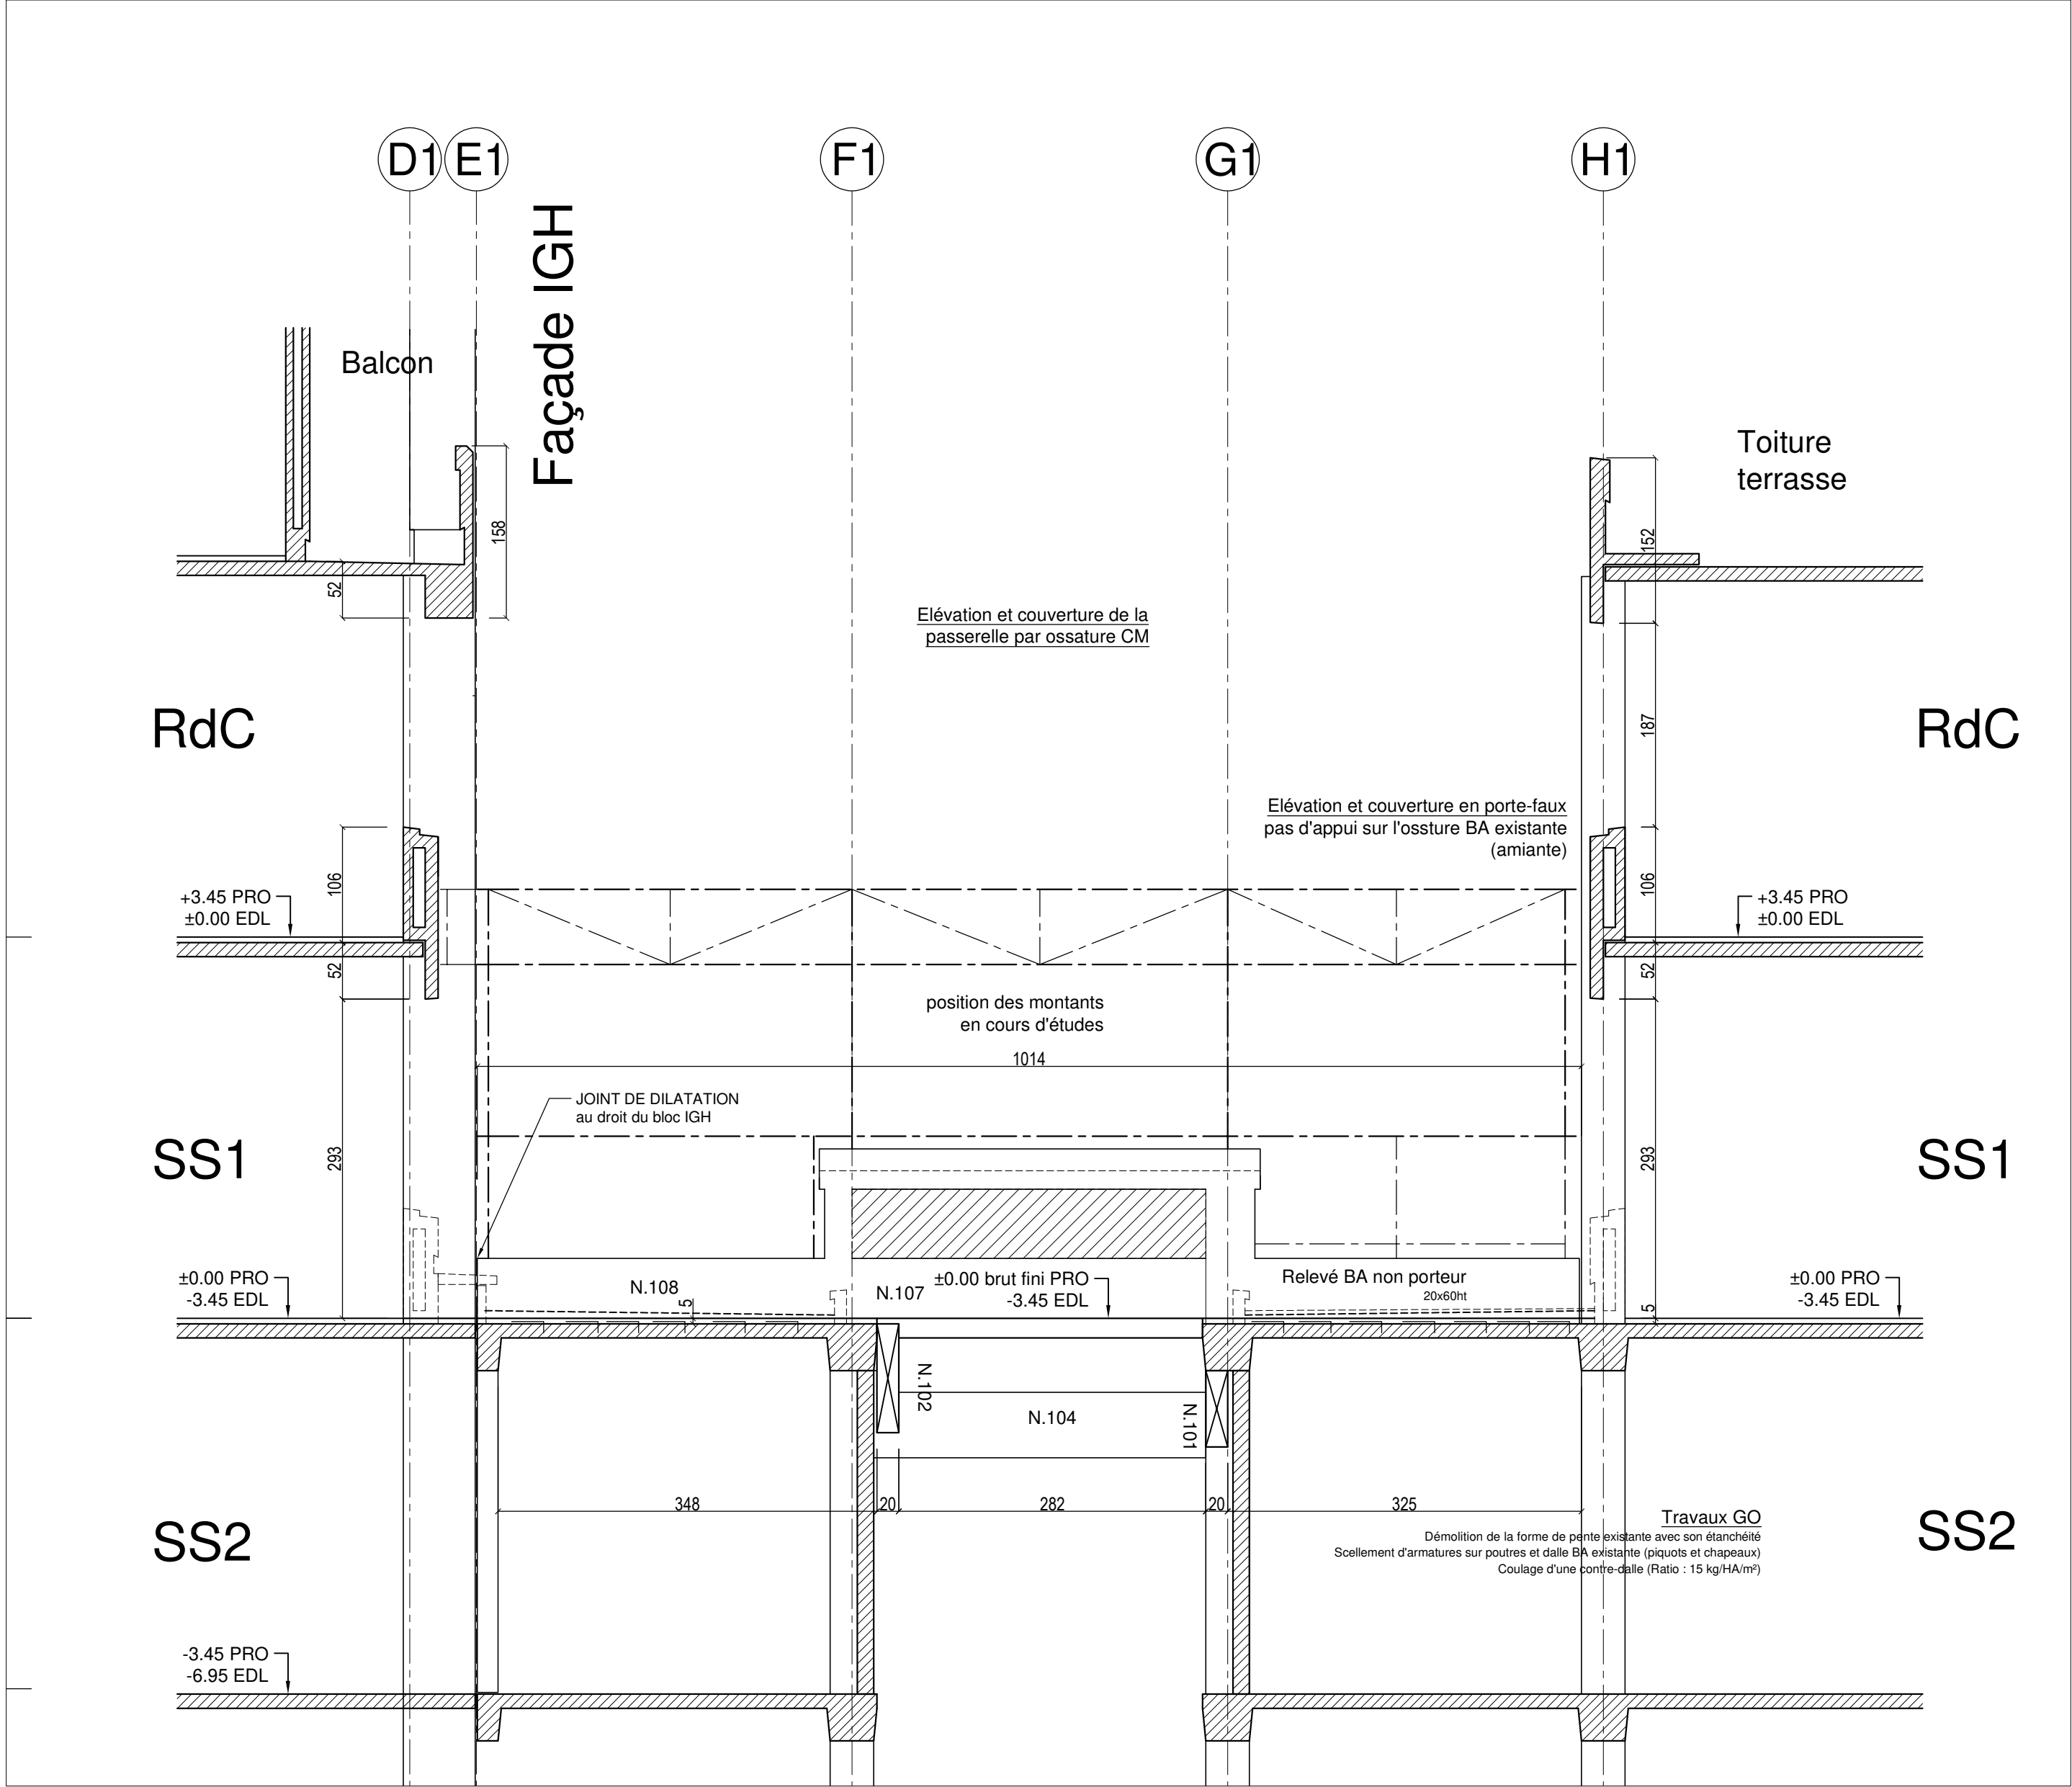 D1 E1 F1 G1 H1
Façade IGH
Balcon
Toiture
terrasse
158
152
52
Elévation et couverture de la
passerelle par ossature CM
RdC
RdC
187
Elévation et couverture en porte-faux
pas d'appui sur l'ossture BA existante
(amiante)
106
106
+3.45 PRO
±0.00 EDL
+3.45 PRO
±0.00 EDL
52
52
position des montants
en cours d'études
1014
JOINT DE DILATATION
au droit du bloc IGH
SS1
SS1
293
293
±0.00 PRO
-3.45 EDL
N.108
5
N.107
±0.00 brut fini PRO
-3.45 EDL
Relevé BA non porteur
20x60ht
5
±0.00 PRO
-3.45 EDL
N.102
N.104
N.101
348
20
282
20
325
SS2
SS2
Travaux GO
Démolition de la forme de pente existante avec son étanchéité
Scellement d'armatures sur poutres et dalle BA existante (piquots et chapeaux)
Coulage d'une contre-dalle (Ratio : 15 kg/HA/m²)
-3.45 PRO
-6.95 EDL